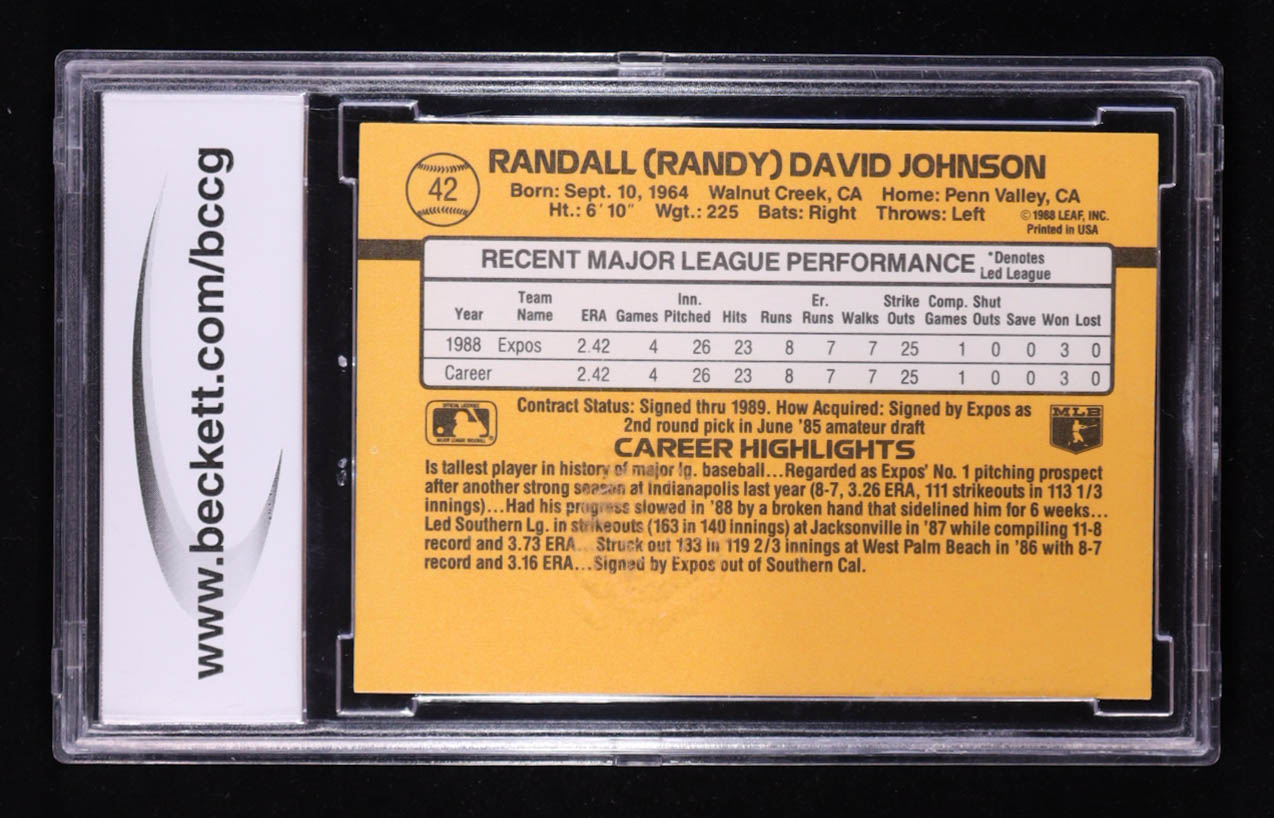 www.beckett.com/bccg
42
RANDALL (RANDY) DAVID JOHNSON
Born: Sept. 10, 1964 Walnut Creek, CA Home: Penn Valley, CA
Ht.: 6' 10" Wgt.: 225 Bats: Right Throws: Left
© 1988 LEAF, INC.
Printed in USA
RECENT MAJOR LEAGUE PERFORMANCE *Denotes Led League
Year Team Name ERA Games Inn. Pitched Hits Runs Er. Runs Walks Strike Outs Comp. Games Shut Outs Save Won Lost
1988 Expos 2.42 4 26 23 8 7 7 25 1 0 0 3 0
Career 2.42 4 26 23 8 7 7 25 1 0 0 3 0
Contract Status: Signed thru 1989. How Acquired: Signed by Expos as
2nd round pick in June '85 amateur draft
MLB
CAREER HIGHLIGHTS
Is tallest player in history of major lg. baseball...Regarded as Expos' No. 1 pitching prospect
after another strong season at Indianapolis last year (8-7, 3.26 ERA, 111 strikeouts in 113 1/3
innings)...Had his progress slowed in '88 by a broken hand that sidelined him for 6 weeks...
Led Southern Lg. in strikeouts (163 in 140 innings) at Jacksonville in '87 while compiling 11-8
record and 3.73 ERA...Struck out 133 in 119 2/3 innings at West Palm Beach in '86 with 8-7
record and 3.16 ERA...Signed by Expos out of Southern Cal.